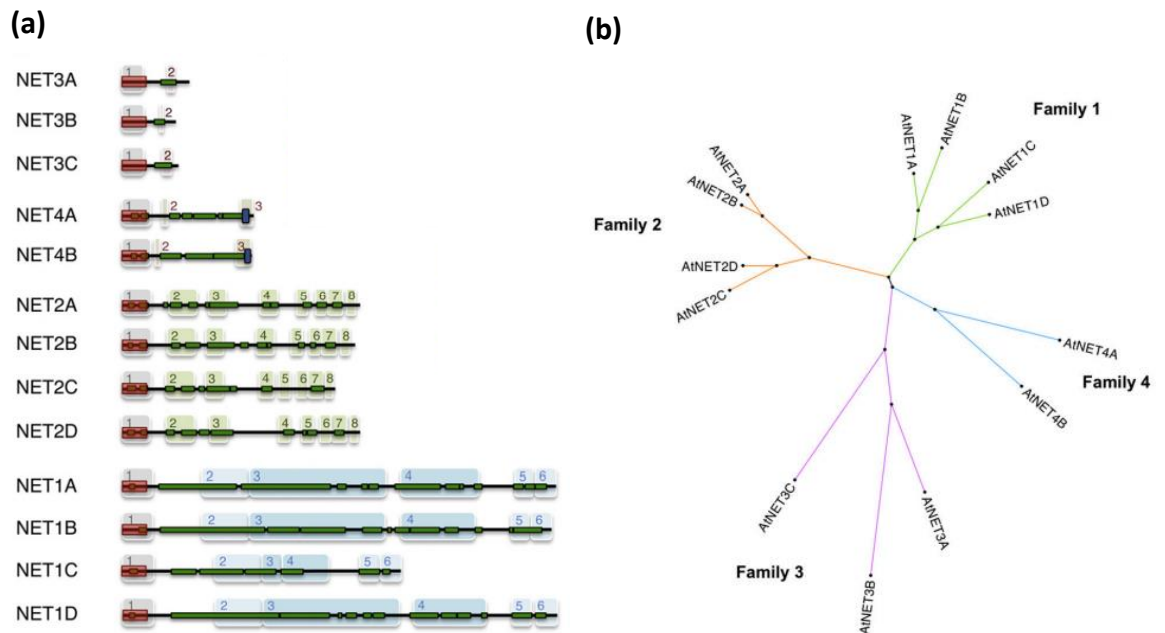 (a)
NET3A 1 2
NET3B 1 2
NET3C 1 2
NET4A 1 2 3
NET4B 1 2 3
NET2A 1 2 3 4 5 6 7 8
NET2B 1 2 3 4 5 6 7 8
NET2C 1 2 3 4 5 6 7 8
NET2D 1 2 3 4 5 6 7 8
NET1A 1 2 3 4 5 6
NET1B 1 2 3 4 5 6
NET1C 1 2 3 4 5 6
NET1D 1 2 3 4 5 6
(b)
Family 1
AtNET1A
AtNET1B
AtNET1C
AtNET1D
Family 2
AtNET2A
AtNET2B
AtNET2D
AtNET2C
AtNET4A
Family 4
AtNET4B
AtNET3C
AtNET3A
Family 3
AtNET3B